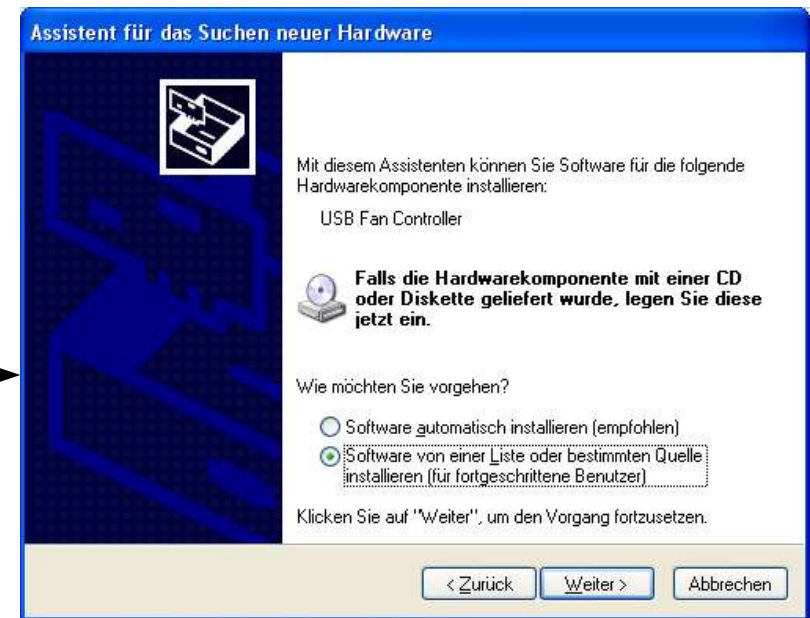 Assistent für das Suchen neuer Hardware
Mit diesem Assistenten können Sie Software für die folgende
Hardwarekomponente installieren:
USB Fan Controller
Falls die Hardwarekomponente mit einer CD
oder Diskette geliefert wurde, legen Sie diese
jetzt ein.
Wie möchten Sie vorgehen?
Software automatisch installieren (empfohlen)
Software von einer Liste oder bestimmten Quelle
installieren (für fortgeschrittene Benutzer)
Klicken Sie auf "Weiter", um den Vorgang fortzusetzen.
< Zurück Weiter > Abbrechen